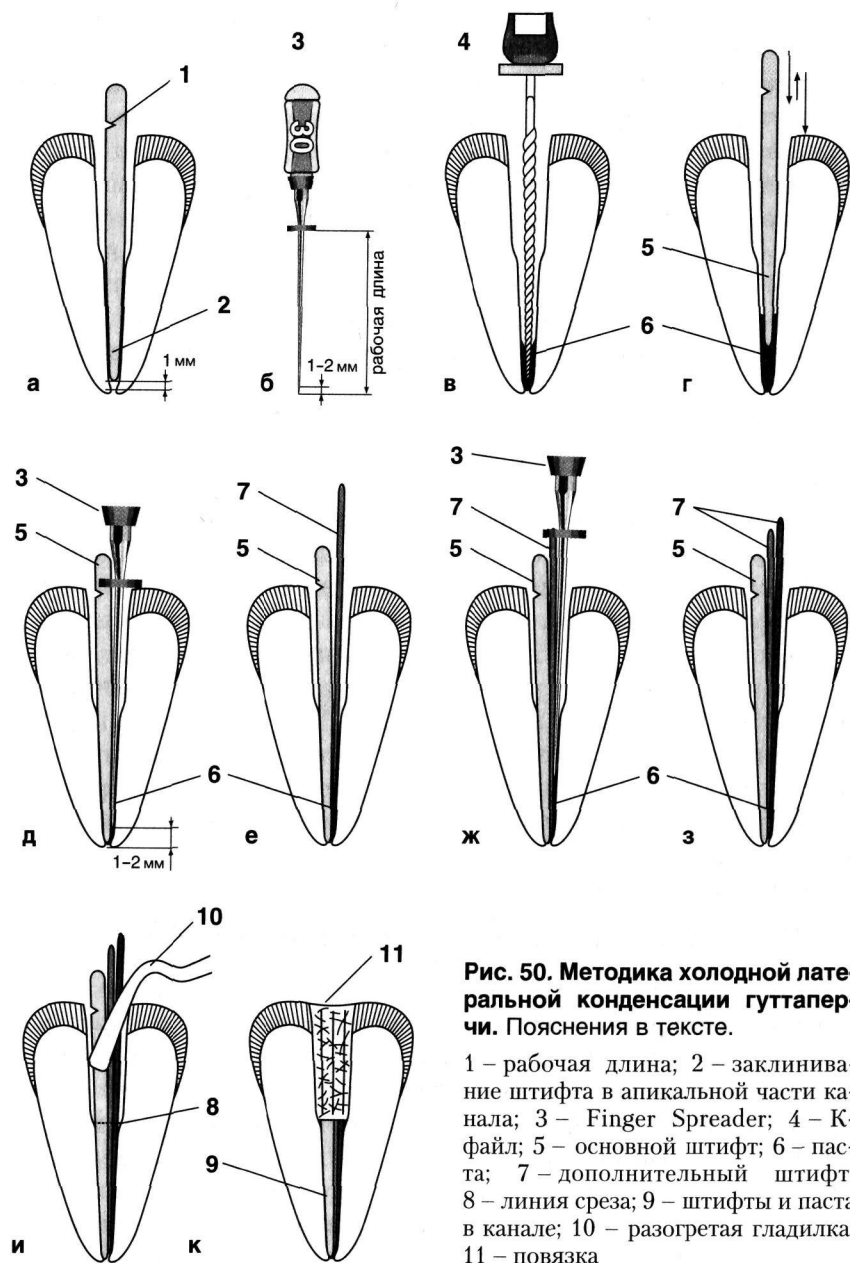 1
3
4
2
5
6
1 мм
1–2 мм
рабочая длина
30
а
б
в
г
3
5
7
5
3
7
5
7
5
6
6
1–2 мм
д
е
ж
з
10
11
8
9
и
к
Рис. 50. Методика холодной лате-
ральной конденсации гуттапер-
чи. Пояснения в тексте.
1 – рабочая длина; 2 – заклинива-
ние штифта в апикальной части ка-
нала; 3 – Finger Spreader; 4 – К-
файл; 5 – основной штифт; 6 – пас-
та; 7 – дополнительный штифт
8 – линия среза; 9 – штифты и паста
в канале; 10 – разогретая гладилка
11 – повязка